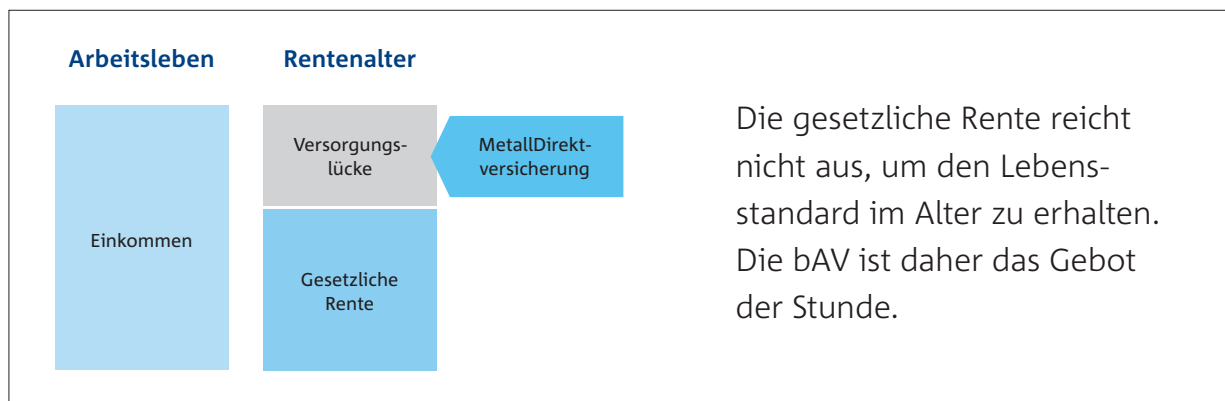 Arbeitsleben
Rentenalter
Einkommen
Versorgungs-
lücke
MetallDirekt-
versicherung
Gesetzliche
Rente
Die gesetzliche Rente reicht
nicht aus, um den Lebens-
standard im Alter zu erhalten.
Die bAV ist daher das Gebot
der Stunde.